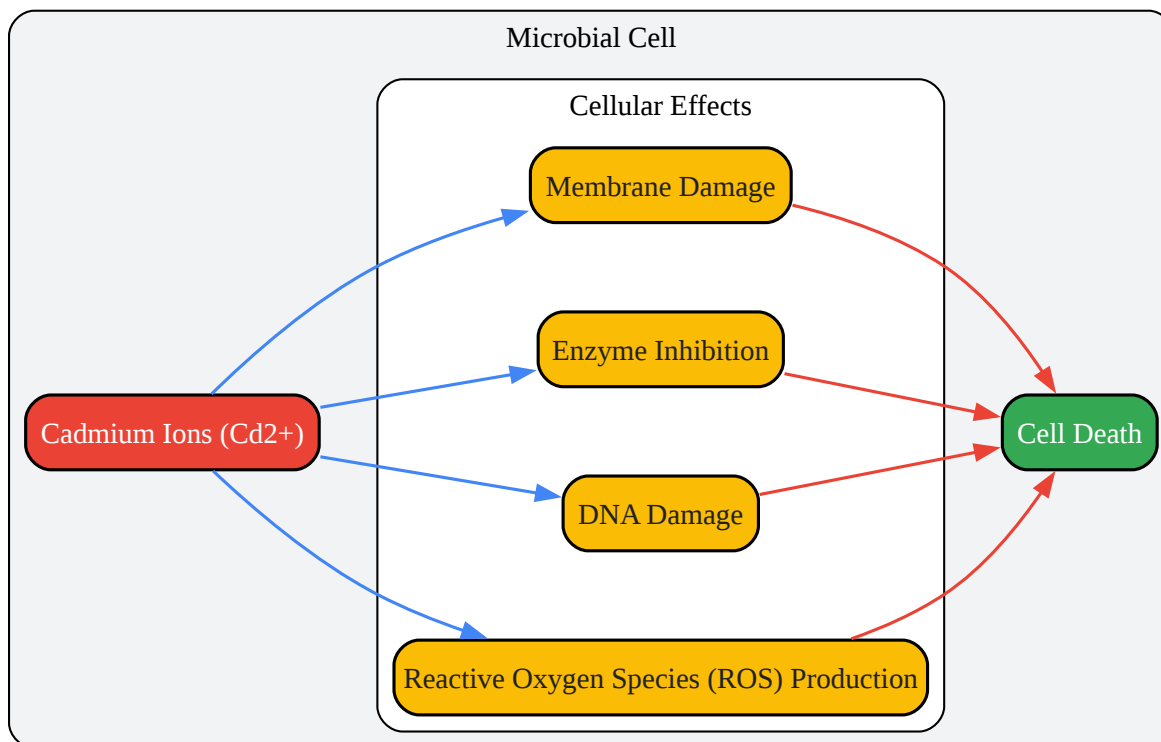 Microbial Cell
Cellular Effects
Membrane Damage
Enzyme Inhibition
Cadmium Ions (Cd2+)
Cell Death
DNA Damage
Reactive Oxygen Species (ROS) Production